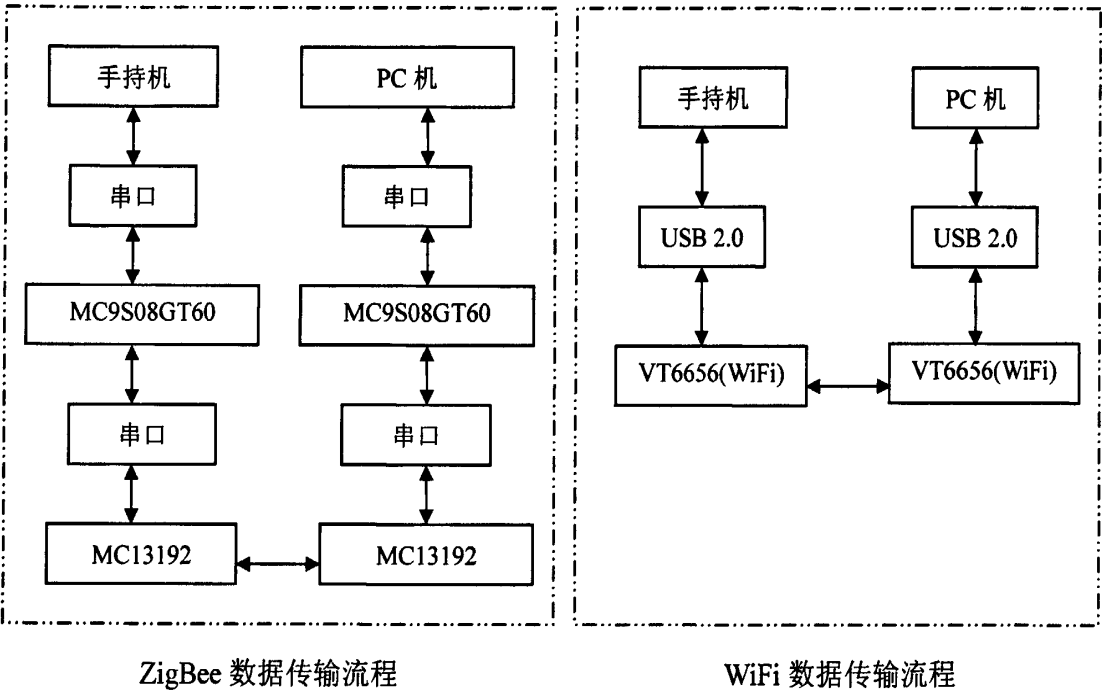 手持机
PC 机
串口
串口
MC9S08GT60
MC9S08GT60
串口
串口
MC13192
MC13192
ZigBee 数据传输流程
手持机
PC 机
USB 2.0
USB 2.0
VT6656(WiFi)
VT6656(WiFi)
WiFi 数据传输流程